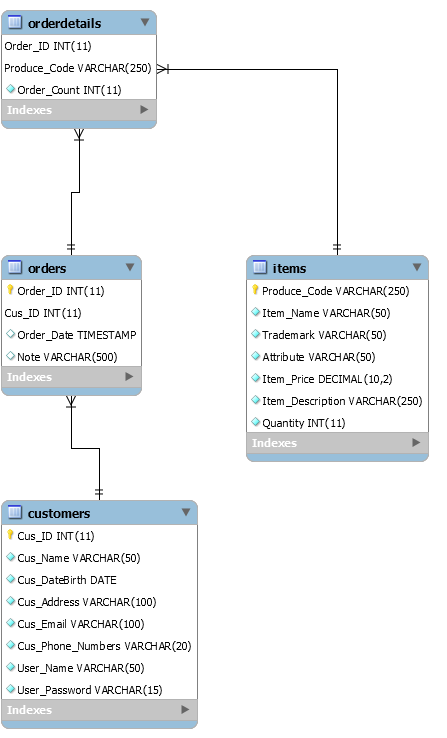 orderdetails
Order_ID INT(11)
Produce_Code VARCHAR(250)
Order_Count INT(11)
Indexes
orders
Order_ID INT(11)
Cus_ID INT(11)
Order_Date TIMESTAMP
Note VARCHAR(500)
Indexes
items
Produce_Code VARCHAR(250)
Item_Name VARCHAR(50)
Trademark VARCHAR(50)
Attribute VARCHAR(50)
Item_Price DECIMAL(10,2)
Item_Description VARCHAR(250)
Quantity INT(11)
Indexes
customers
Cus_ID INT(11)
Cus_Name VARCHAR(50)
Cus_DateBirth DATE
Cus_Address VARCHAR(100)
Cus_Email VARCHAR(100)
Cus_Phone_Numbers VARCHAR(20)
User_Name VARCHAR(50)
User_Password VARCHAR(15)
Indexes